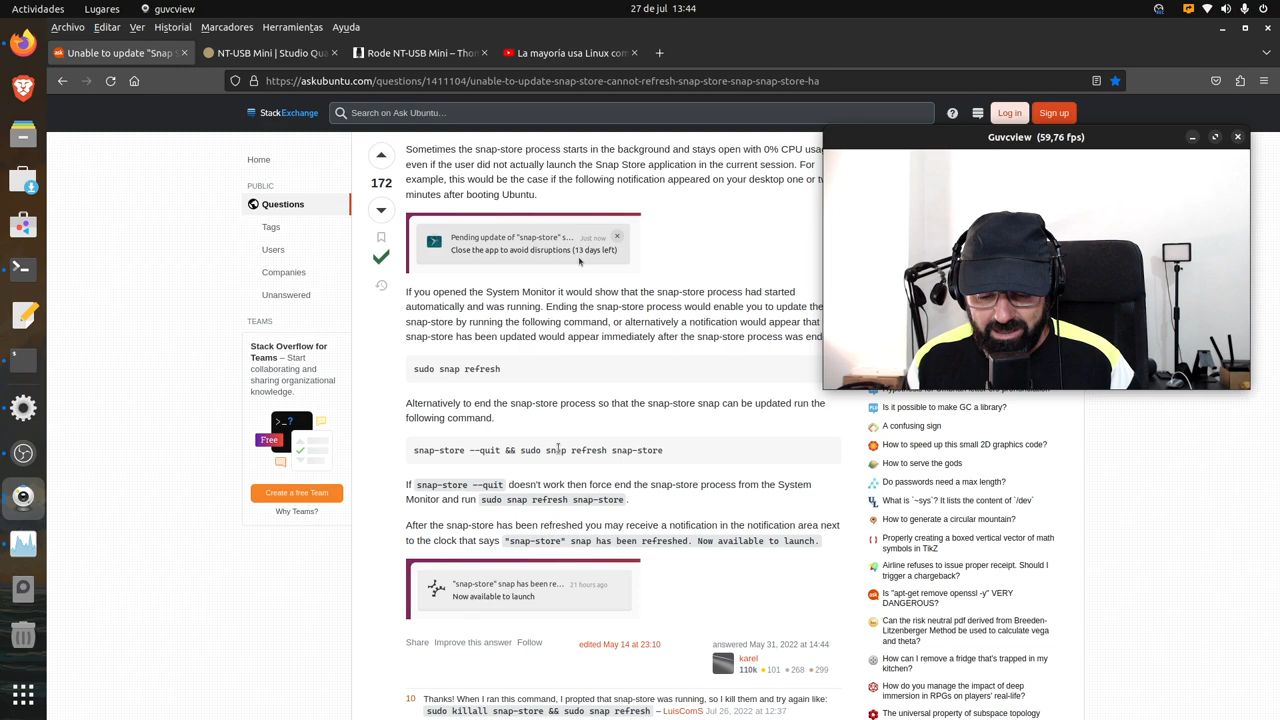 Actividades
27 de jul 13:44
Archivo Editar Ver Historial Marcadores Herramientas Ayuda
Unable to update "Snap S
NT-USB Mini | Studio Qua
Rode NT-USB Mini – Thom
La mayoría usa Linux com
https://askubuntu.com/questions/1411104/unable-to-update-snap-store-cannot-refresh-snap-store-snap-store-ha
StackExchange
Search on Ask Ubuntu…
Log in
Sign up
Home
PUBLIC
Questions
Tags
Users
Companies
Unanswered
TEAMS
Stack Overflow for
Teams – Start
collaborating and
sharing organizational
knowledge.
>_?
Free
Create a free Team
Why Teams?
172
Sometimes the snap-store process starts in the background and stays open with 0% CPU usa
even if the user did not actually launch the Snap Store application in the current session. For
example, this would be the case if the following notification appeared on your desktop one or tw
minutes after booting Ubuntu.
Pending update of "snap-store" s... Just now
Close the app to avoid disruptions (13 days left)
If you opened the System Monitor it would show that the snap-store process had started
automatically and was running. Ending the snap-store process would enable you to update the
snap-store by running the following command, or alternatively a notification would appear that
snap-store has been updated would appear immediately after the snap-store process was end
sudo snap refresh
Alternatively to end the snap-store process so that the snap-store snap can be updated run the
following command.
snap-store --quit && sudo snap refresh snap-store
If snap-store --quit doesn't work then force end the snap-store process from the System
Monitor and run sudo snap refresh snap-store.
After the snap-store has been refreshed you may receive a notification in the notification area next
to the clock that says "snap-store" snap has been refreshed. Now available to launch.
"snap-store" snap has been re... 21 hours ago
Now available to launch
Share Improve this answer Follow
edited May 14 at 23:10
answered May 31, 2022 at 14:44
karel
110k 101 268 299
10 Thanks! When I ran this command, I propted that snap-store was running, so I kill them and try again like:
sudo killall snap-store && sudo snap refresh – LuisComS Jul 26, 2022 at 12:37
Guvcview (59,76 fps)
Is it possible to make GC a library?
A confusing sign
How to speed up this small 2D graphics code?
How to serve the gods
Do passwords need a max length?
What is `~sys`? It lists the content of `/dev`
How to generate a circular mountain?
Properly creating a boxed vertical vector of math
symbols in TikZ
Airline refuses to issue proper receipt. Should I
trigger a chargeback?
Is "apt-get remove openssl -y" VERY
DANGEROUS?
Can the risk neutral pdf derived from Breeden-
Litzenberger Method be used to calculate vega
and theta?
How can I remove a fridge that's trapped in my
kitchen?
How do you manage the impact of deep
immersion in RPGs on players' real-life?
The universal property of subspace topology